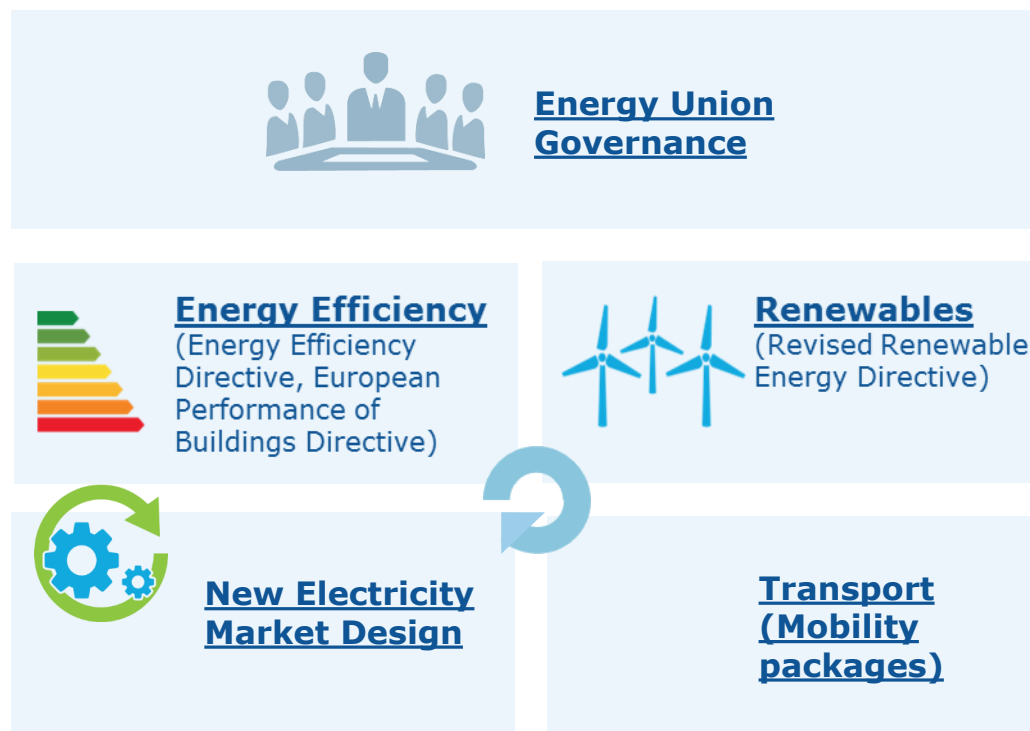 Energy Union
Governance
Energy Efficiency
(Energy Efficiency
Directive, European
Performance of
Buildings Directive)
Renewables
(Revised Renewable
Energy Directive)
New Electricity
Market Design
Transport
(Mobility
packages)